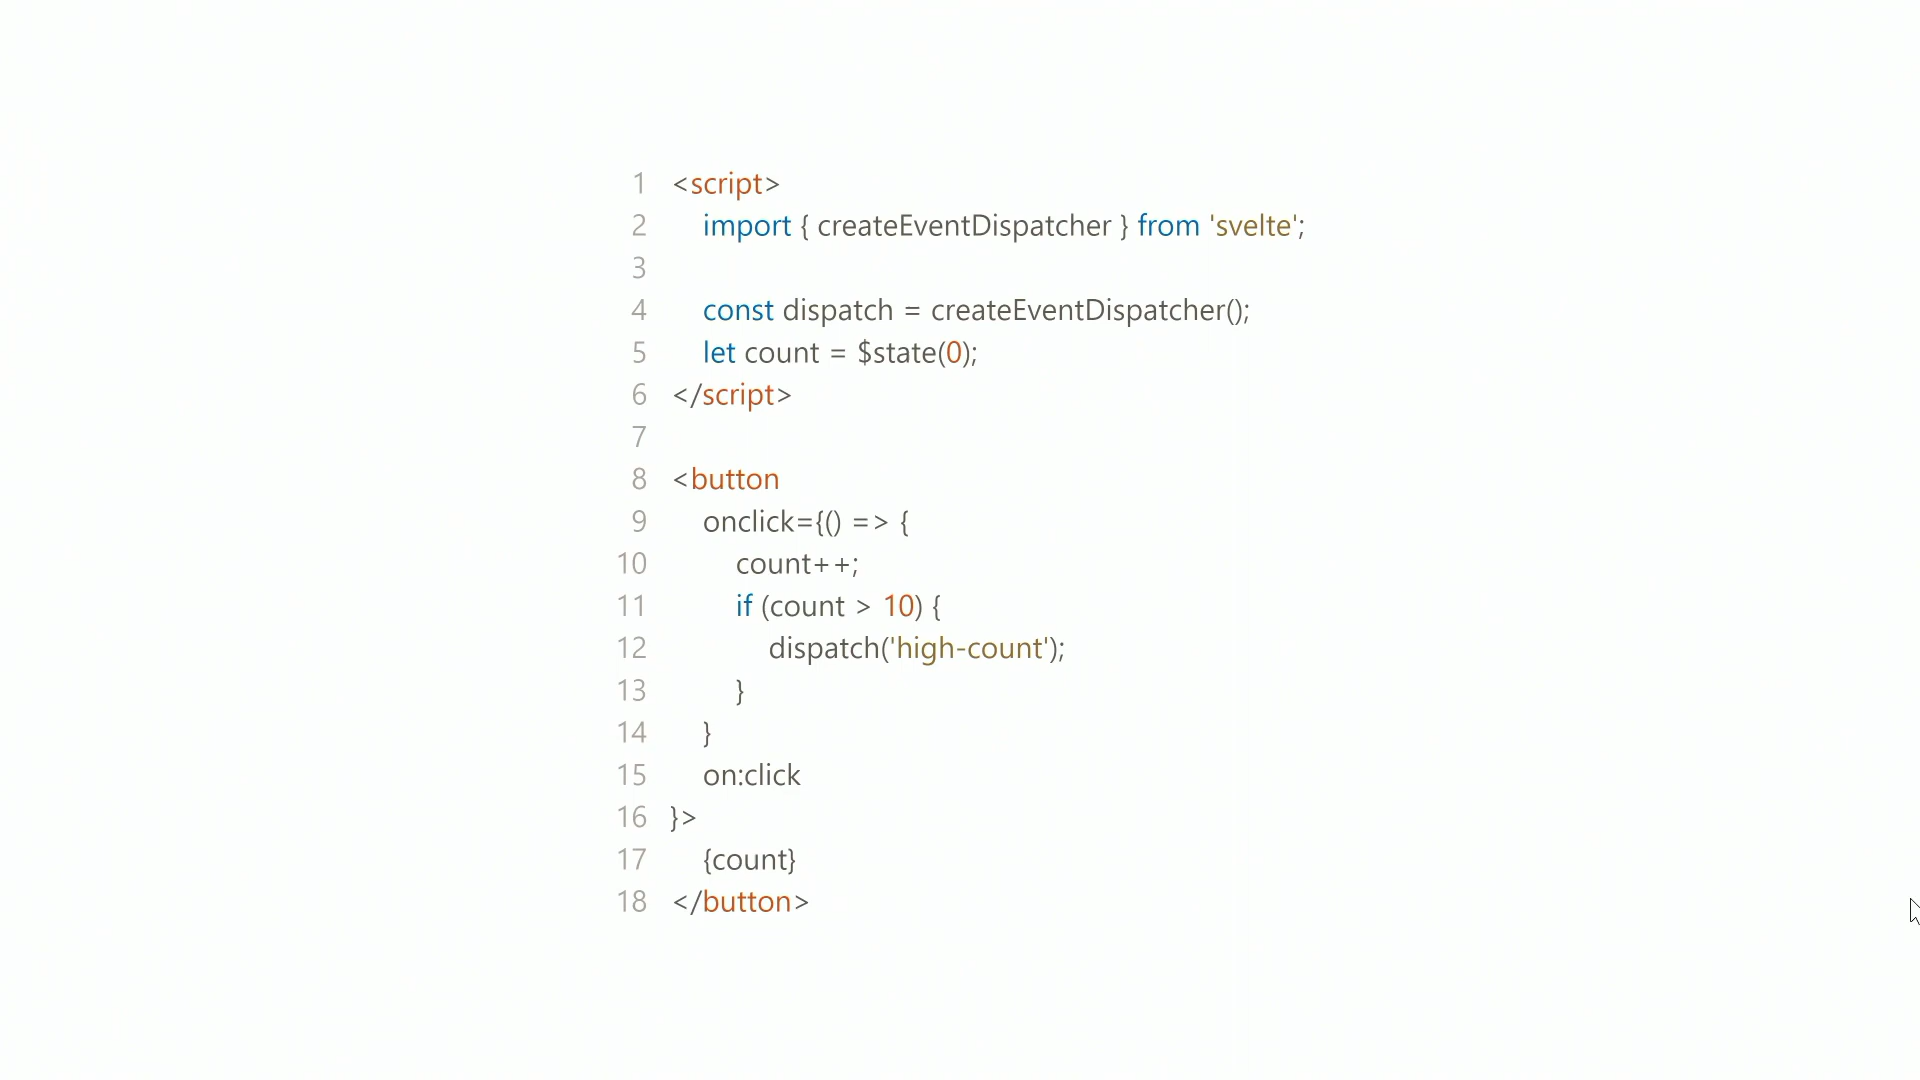 1 <script>
2 import { createEventDispatcher } from 'svelte';
3
4 const dispatch = createEventDispatcher();
5 let count = $state(0);
6 </script>
7
8 <button
9 onclick={() => {
10 count++;
11 if (count > 10) {
12 dispatch('high-count');
13 }
14 }
15 on:click
16 }>
17 {count}
18 </button>